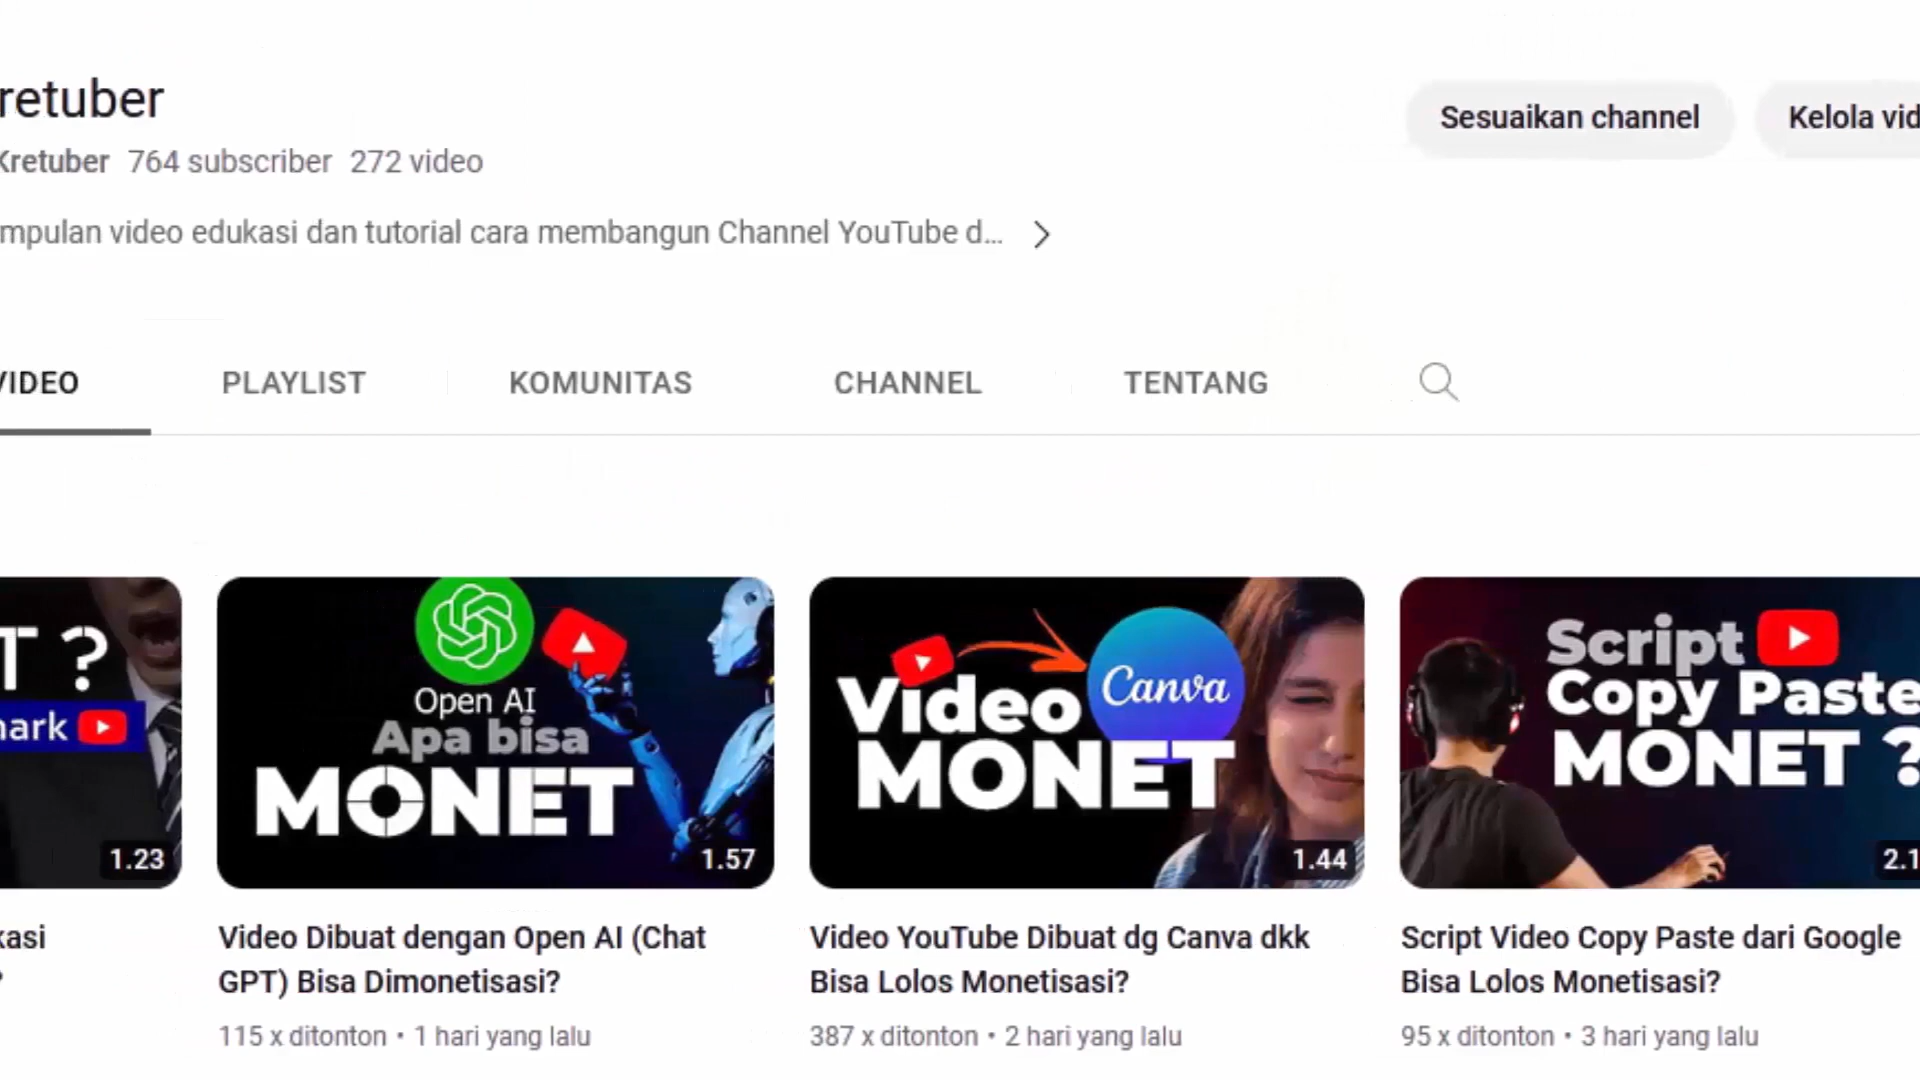 retuber
Sesuaikan channel
Kelola vid
Kretuber 764 subscriber 272 video
mpulan video edukasi dan tutorial cara membangun Channel YouTube d...
VIDEO PLAYLIST KOMUNITAS CHANNEL TENTANG
T ?
mark
1.23
Open AI
Apa bisa
MONET
1.57
Video
Canva
MONET
1.44
Script
Copy Paste
MONET ?
2.1
kasi
?
Video Dibuat dengan Open AI (Chat
GPT) Bisa Dimonetisasi?
115 x ditonton • 1 hari yang lalu
Video YouTube Dibuat dg Canva dkk
Bisa Lolos Monetisasi?
387 x ditonton • 2 hari yang lalu
Script Video Copy Paste dari Google
Bisa Lolos Monetisasi?
95 x ditonton • 3 hari yang lalu